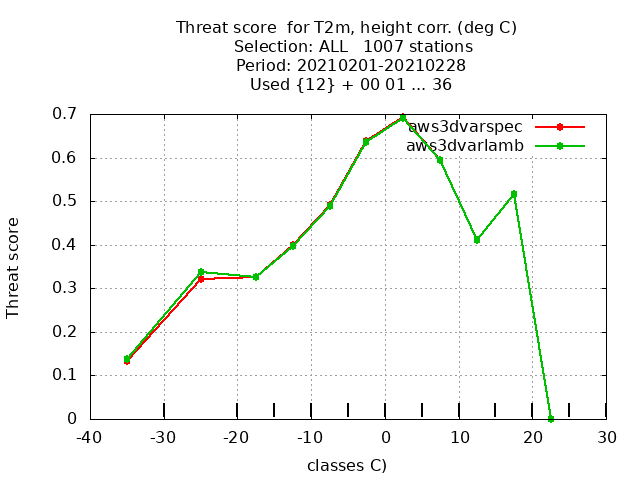 Threat score  for T2m, height corr. (deg C)
Selection: ALL   1007 stations
Period: 20210201-20210228
Used {12} + 00 01 ... 36
aws3dvarspec
aws3dvarlamb
Threat score
0.7
0.6
0.5
0.4
0.3
0.2
0.1
0
-40 -30 -20 -10 0 10 20 30
classes C)